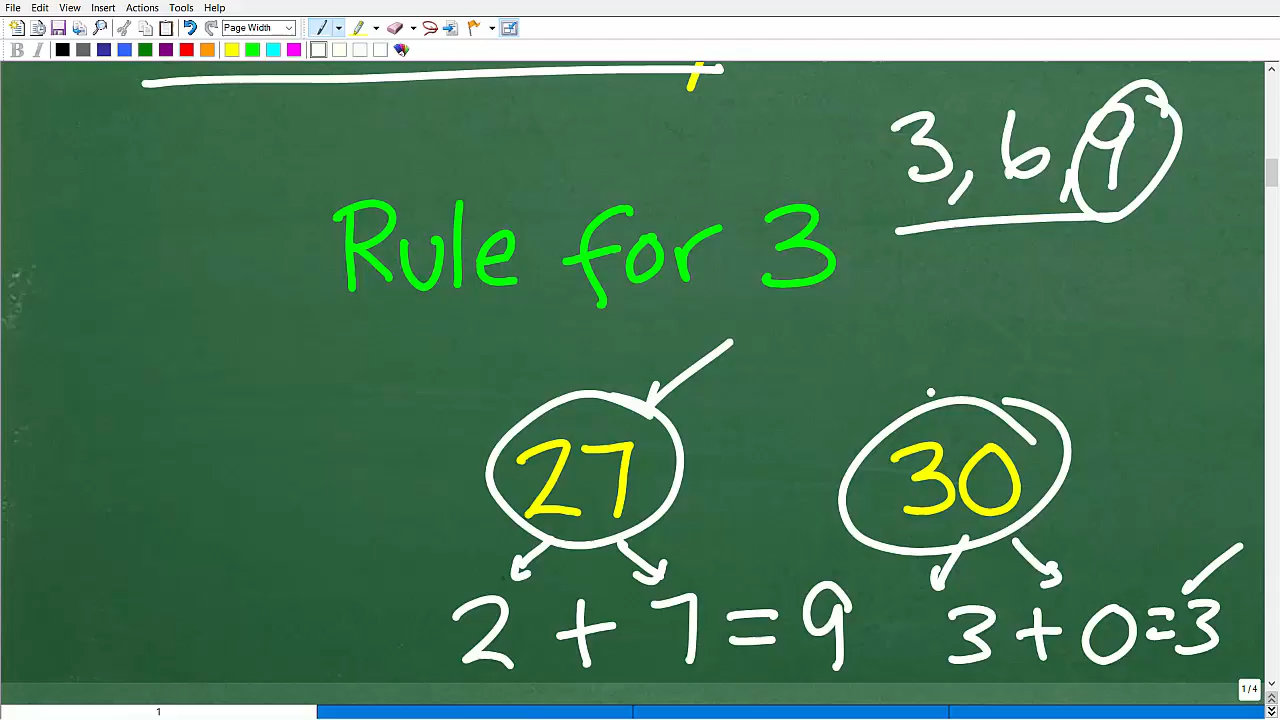 File Edit View Insert Actions Tools Help
Page Width
B I
3, 6, 9
Rule for 3
27 30
2 + 7 = 9 3 + 0 = 3
1/4
1